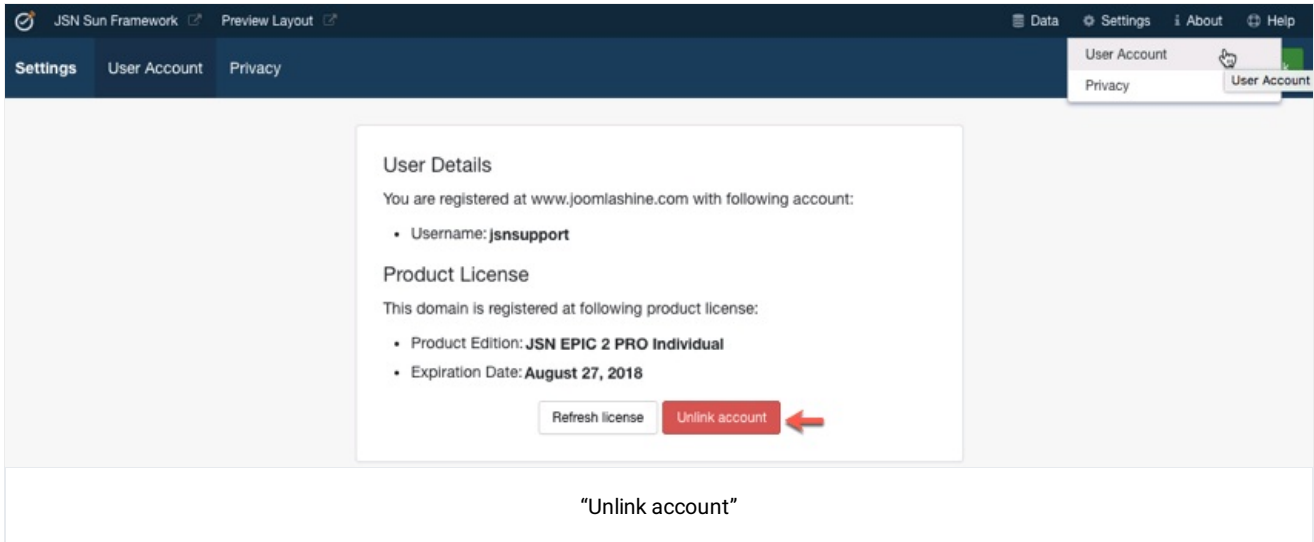 JSN Sun Framework Preview Layout Data Settings i About Help
Settings User Account Privacy
User Account
Privacy
User Account
User Details
You are registered at www.joomlashine.com with following account:
• Username: jsnsupport
Product License
This domain is registered at following product license:
• Product Edition: JSN EPIC 2 PRO Individual
• Expiration Date: August 27, 2018
Refresh license Unlink account
“Unlink account”